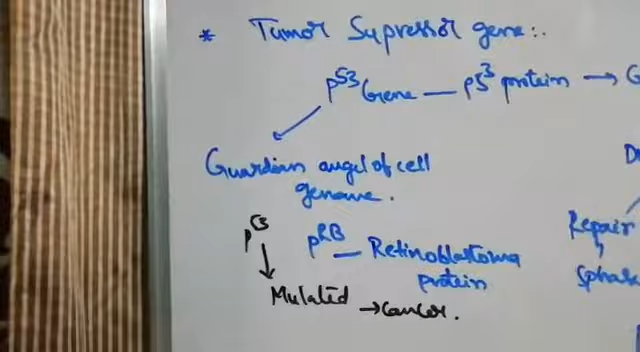 * Tumor Supressor gene:.
p53 Gene — p53 protein → G
Guardian angel of cell
genome.
p53
pRB — Retinoblastoma
protein
Repair
Sphase
Mutated → Cancer.